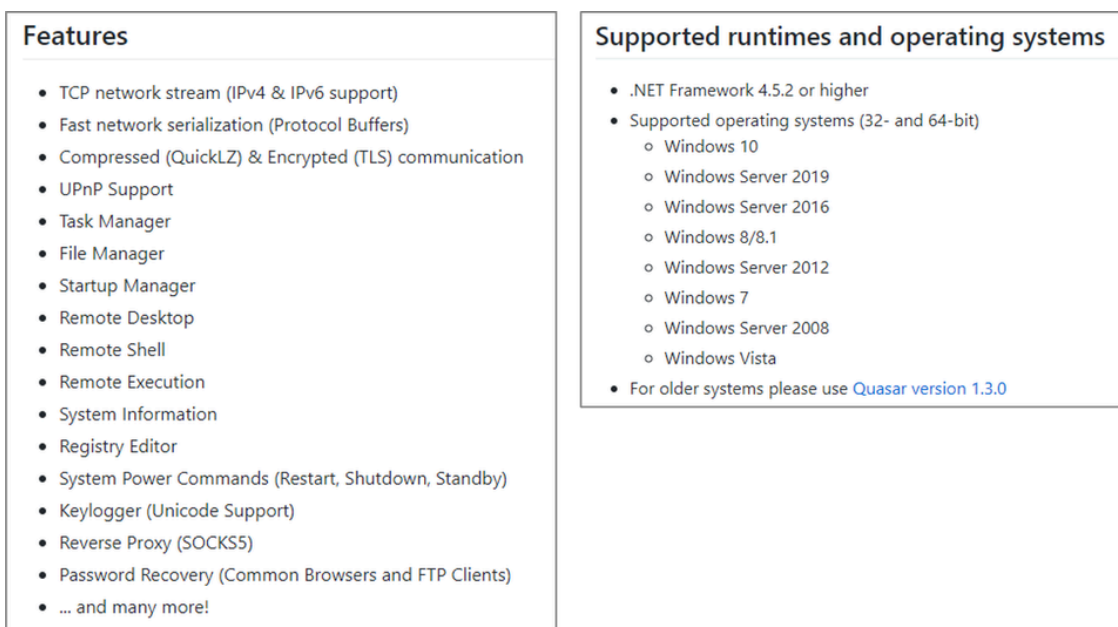 Features
TCP network stream (IPv4 & IPv6 support)
Fast network serialization (Protocol Buffers)
Compressed (QuickLZ) & Encrypted (TLS) communication
UPnP Support
Task Manager
File Manager
Startup Manager
Remote Desktop
Remote Shell
Remote Execution
System Information
Registry Editor
System Power Commands (Restart, Shutdown, Standby)
Keylogger (Unicode Support)
Reverse Proxy (SOCKS5)
Password Recovery (Common Browsers and FTP Clients)
... and many more!
Supported runtimes and operating systems
.NET Framework 4.5.2 or higher
Supported operating systems (32- and 64-bit)
Windows 10
Windows Server 2019
Windows Server 2016
Windows 8/8.1
Windows Server 2012
Windows 7
Windows Server 2008
Windows Vista
For older systems please use Quasar version 1.3.0